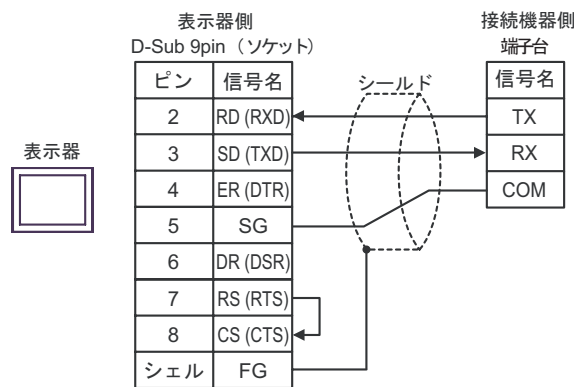 表示器側
D-Sub 9pin（ソケット）
接続機器側
端子台
ピン 信号名
シールド
信号名
2 RD (RXD)
TX
3 SD (TXD)
RX
表示器
4 ER (DTR)
COM
5 SG
6 DR (DSR)
7 RS (RTS)
8 CS (CTS)
シェル FG